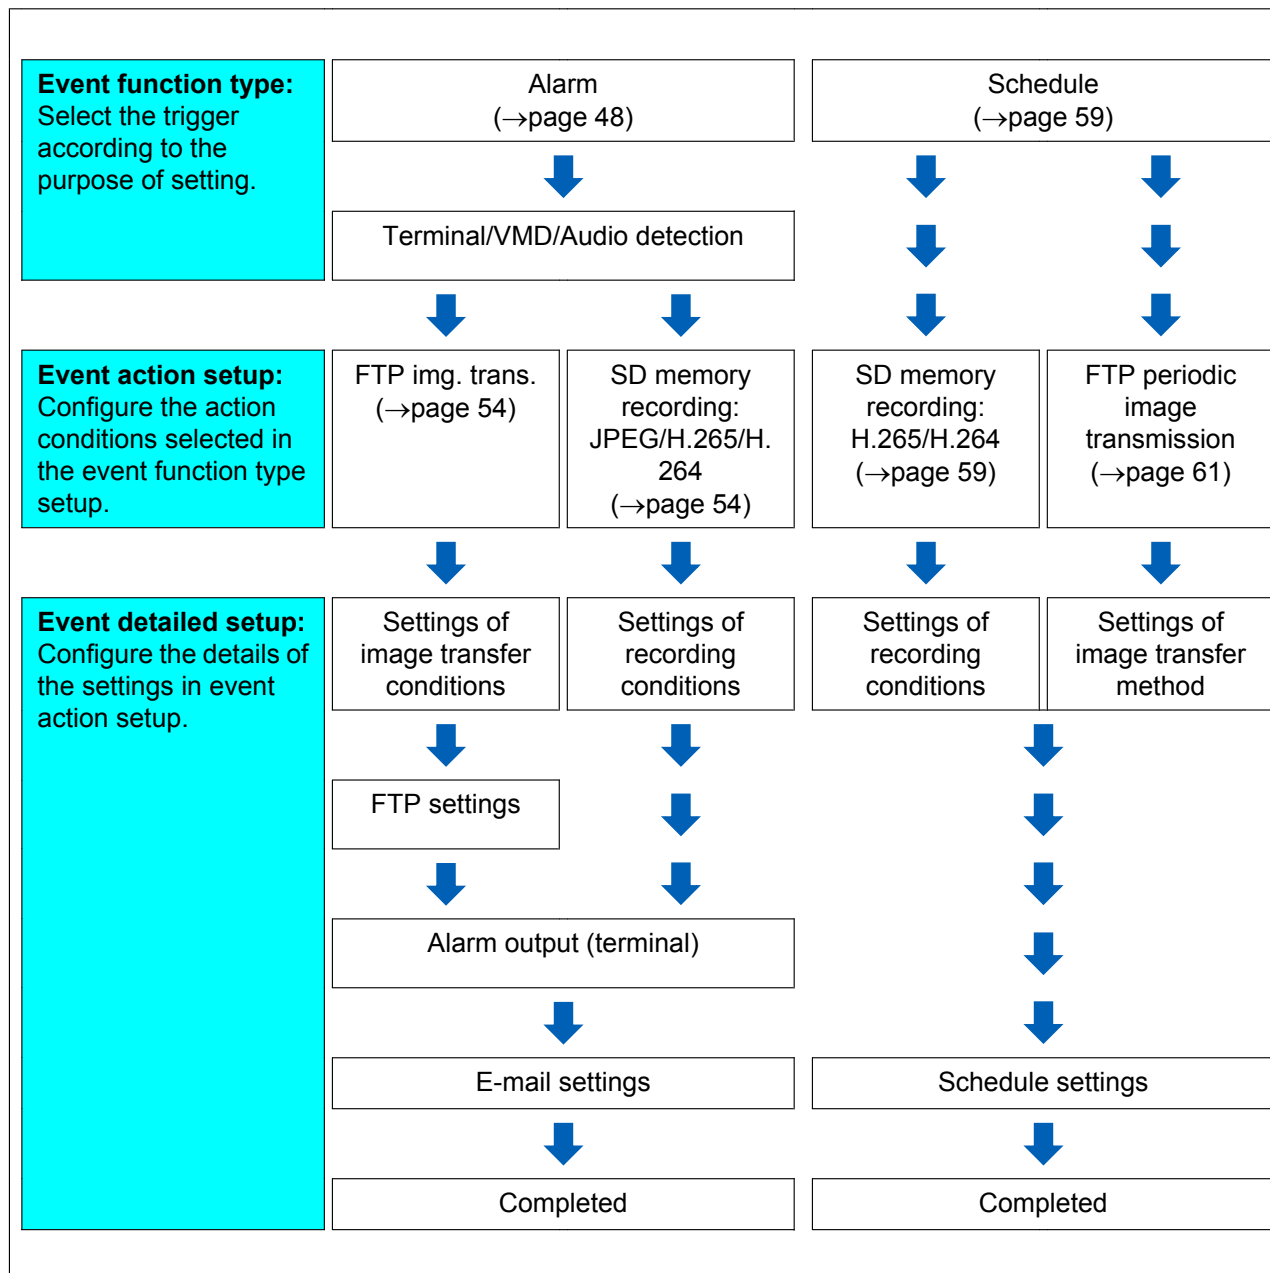 Event function type:
Select the trigger
according to the
purpose of setting.
Alarm
(→page 48)
Schedule
(→page 59)
Terminal/VMD/Audio detection
Event action setup:
Configure the action
conditions selected in
the event function type
setup.
FTP img. trans.
(→page 54)
SD memory
recording:
JPEG/H.265/H.
264
(→page 54)
SD memory
recording:
H.265/H.264
(→page 59)
FTP periodic
image
transmission
(→page 61)
Event detailed setup:
Configure the details of
the settings in event
action setup.
Settings of
image transfer
conditions
Settings of
recording
conditions
Settings of
recording
conditions
Settings of
image transfer
method
FTP settings
Alarm output (terminal)
E-mail settings
Schedule settings
Completed
Completed